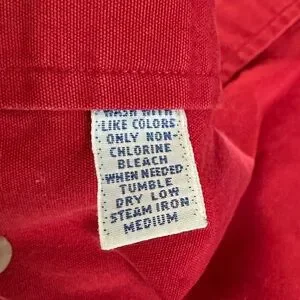 WASH WITH
LIKE COLORS
ONLY NON-
CHLORINE
BLEACH
WHEN NEEDED
TUMBLE
DRY LOW
STEAM IRON
MEDIUM